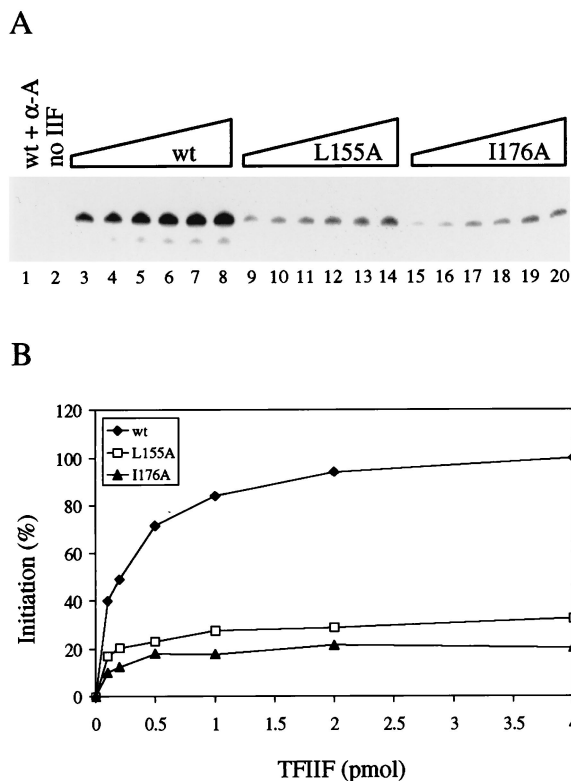 A
wt + α-A
no IIF
wt
L155A
I176A
1 2 3 4 5 6 7 8 9 10 11 12 13 14 15 16 17 18 19 20
B
120
100
80
60
40
20
0
wt
L155A
I176A
Initiation (%)
0 0.5 1 1.5 2 2.5 3 3.5 4
TFIIF (pmol)